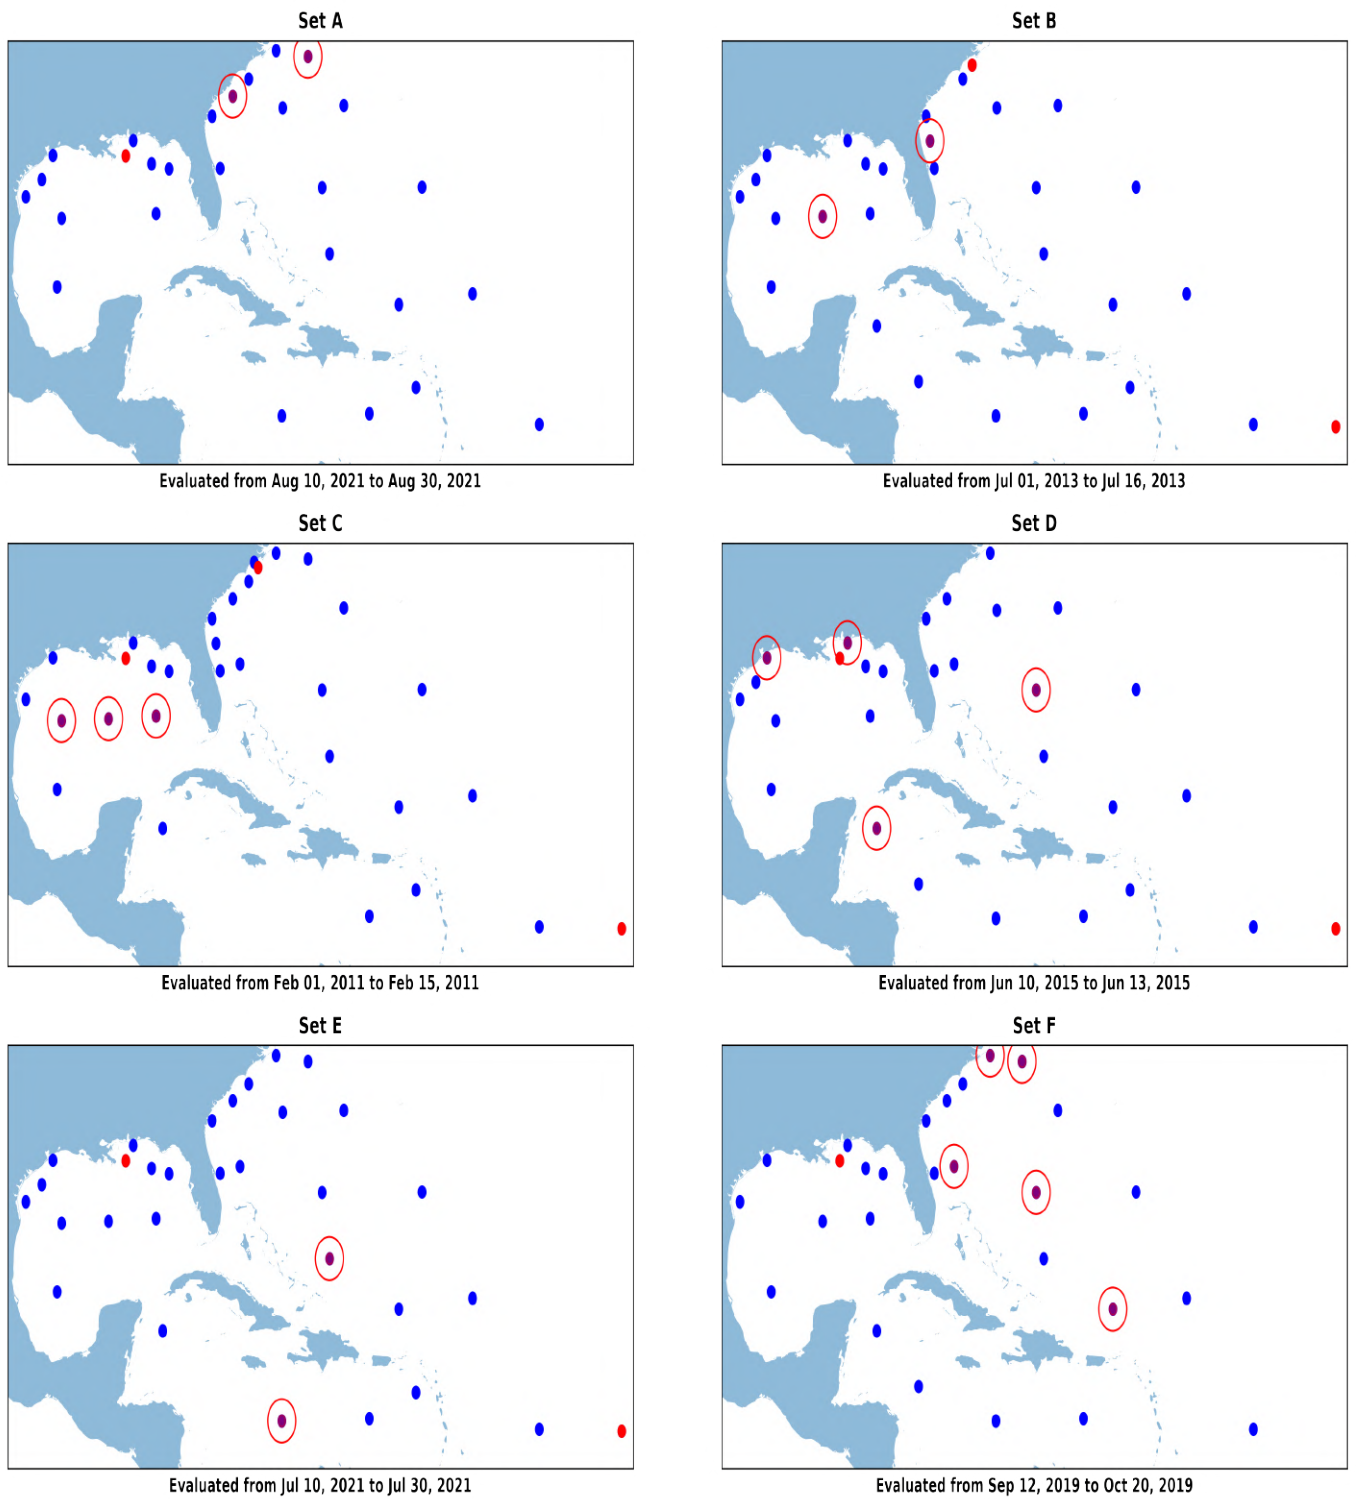 Set A
Set B
Evaluated from Aug 10, 2021 to Aug 30, 2021
Evaluated from Jul 01, 2013 to Jul 16, 2013
Set C
Set D
Evaluated from Feb 01, 2011 to Feb 15, 2011
Evaluated from Jun 10, 2015 to Jun 13, 2015
Set E
Set F
Evaluated from Jul 10, 2021 to Jul 30, 2021
Evaluated from Sep 12, 2019 to Oct 20, 2019